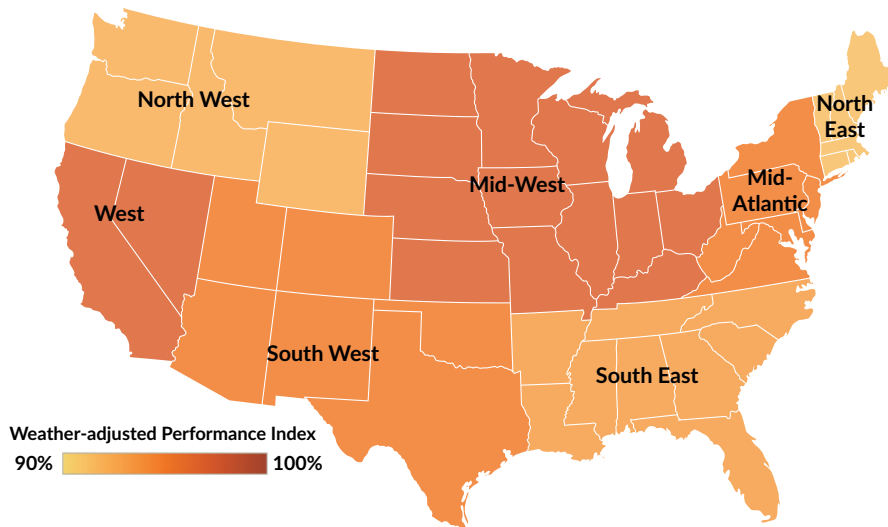 North West
North
East
Mid-West
Mid-
Atlantic
West
South West
South East
Weather-adjusted Performance Index
90%
100%